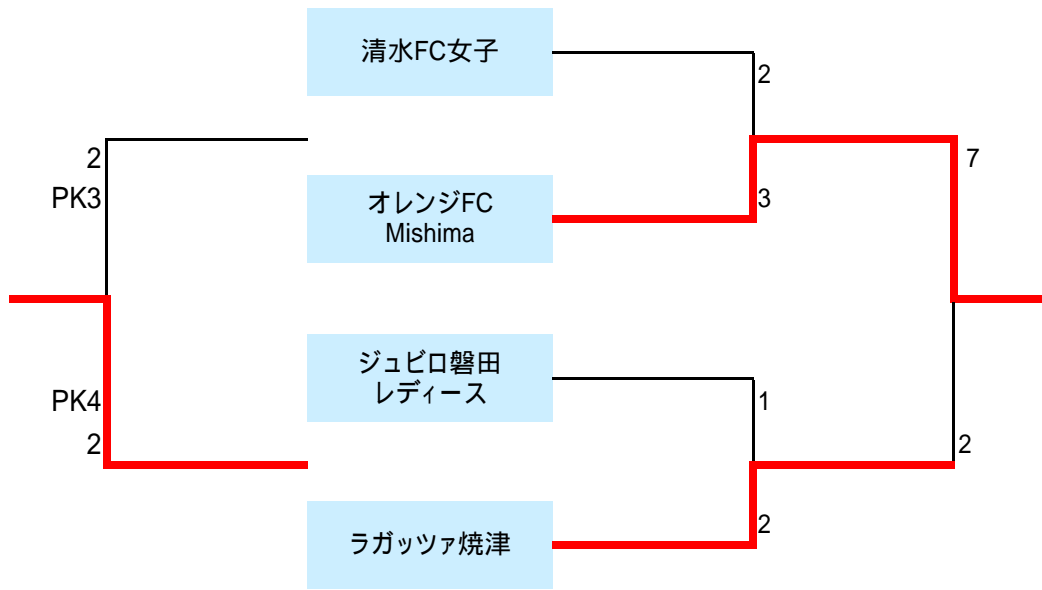 清水FC女子
2
2
7
PK3
オレンジFC
Mishima
3
ジュビロ磐田
レディース
PK4
1
2
2
ラガッツァ焼津
2